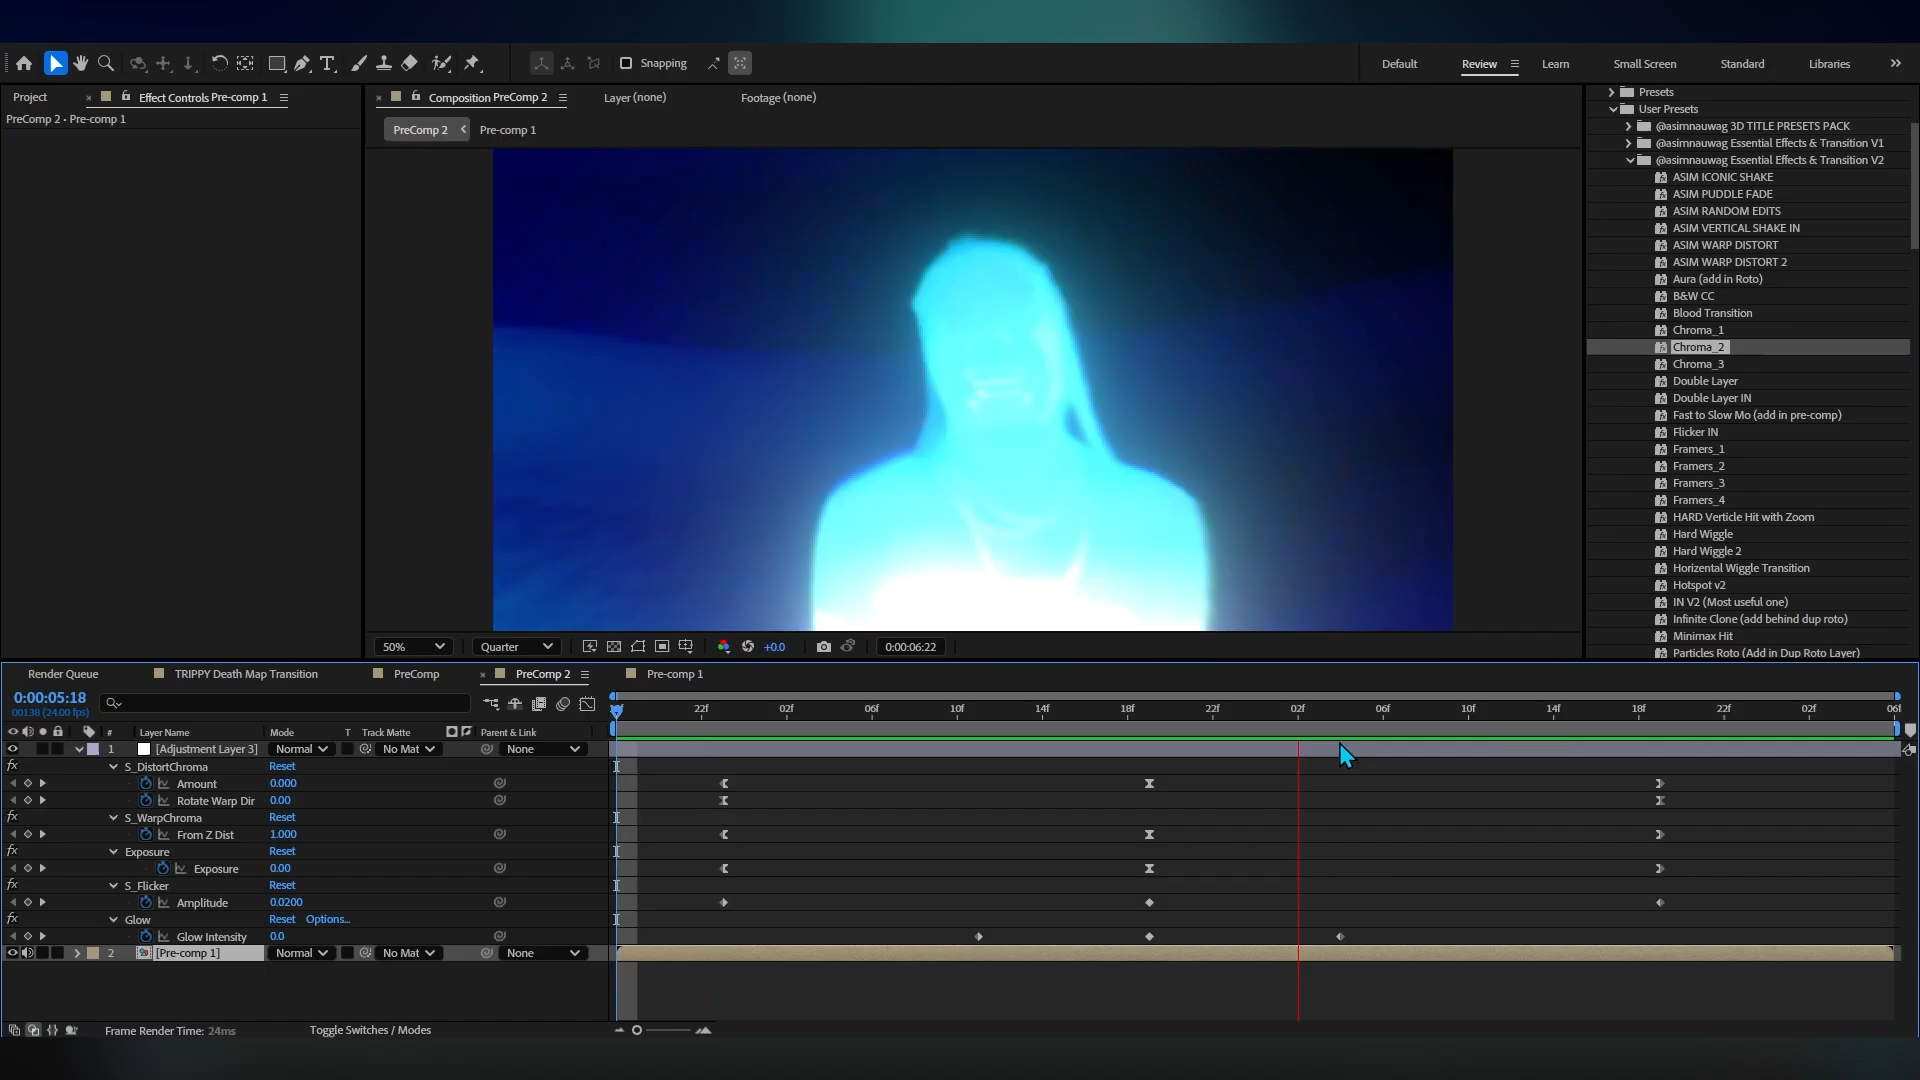 Snapping
Default
Review
Learn
Small Screen
Standard
Libraries
Project
Effect Controls Pre-comp 1
PreComp 2 • Pre-comp 1
Composition PreComp 2
Layer (none)
Footage (none)
PreComp 2
Pre-comp 1
Presets
User Presets
@asimnauwag 3D TITLE PRESETS PACK
@asimnauwag Essential Effects & Transition V1
@asimnauwag Essential Effects & Transition V2
ASIM ICONIC SHAKE
ASIM PUDDLE FADE
ASIM RANDOM EDITS
ASIM VERTICAL SHAKE IN
ASIM WARP DISTORT
ASIM WARP DISTORT 2
Aura (add in Roto)
B&W CC
Blood Transition
Chroma_1
Chroma_2
Chroma_3
Double Layer
Double Layer IN
Fast to Slow Mo (add in pre-comp)
Flicker IN
Framers_1
Framers_2
Framers_3
Framers_4
HARD Verticle Hit with Zoom
Hard Wiggle
Hard Wiggle 2
Horizental Wiggle Transition
Hotspot v2
IN V2 (Most useful one)
Infinite Clone (add behind dup roto)
Minimax Hit
Particles Roto (Add in Dup Roto Layer)
50%
Quarter
+0.0
0:00:06:22
Render Queue
TRIPPY Death Map Transition
PreComp
PreComp 2
Pre-comp 1
0:00:05:18
00138 (24.00 fps)
22f 02f 06f 10f 14f 18f 22f 02f 06f 10f 14f 18f 22f 02f 06f
# Layer Name Mode T Track Matte Parent & Link
1 [Adjustment Layer 3] Normal No Mat None
fx S_DistortChroma Reset
Amount 0.000
Rotate Warp Dir 0.00
fx S_WarpChroma Reset
From Z Dist 1.000
fx Exposure Reset
Exposure 0.00
fx S_Flicker Reset
Amplitude 0.0200
fx Glow Reset Options...
Glow Intensity 0.0
2 [Pre-comp 1] Normal No Mat None
Frame Render Time: 24ms
Toggle Switches / Modes